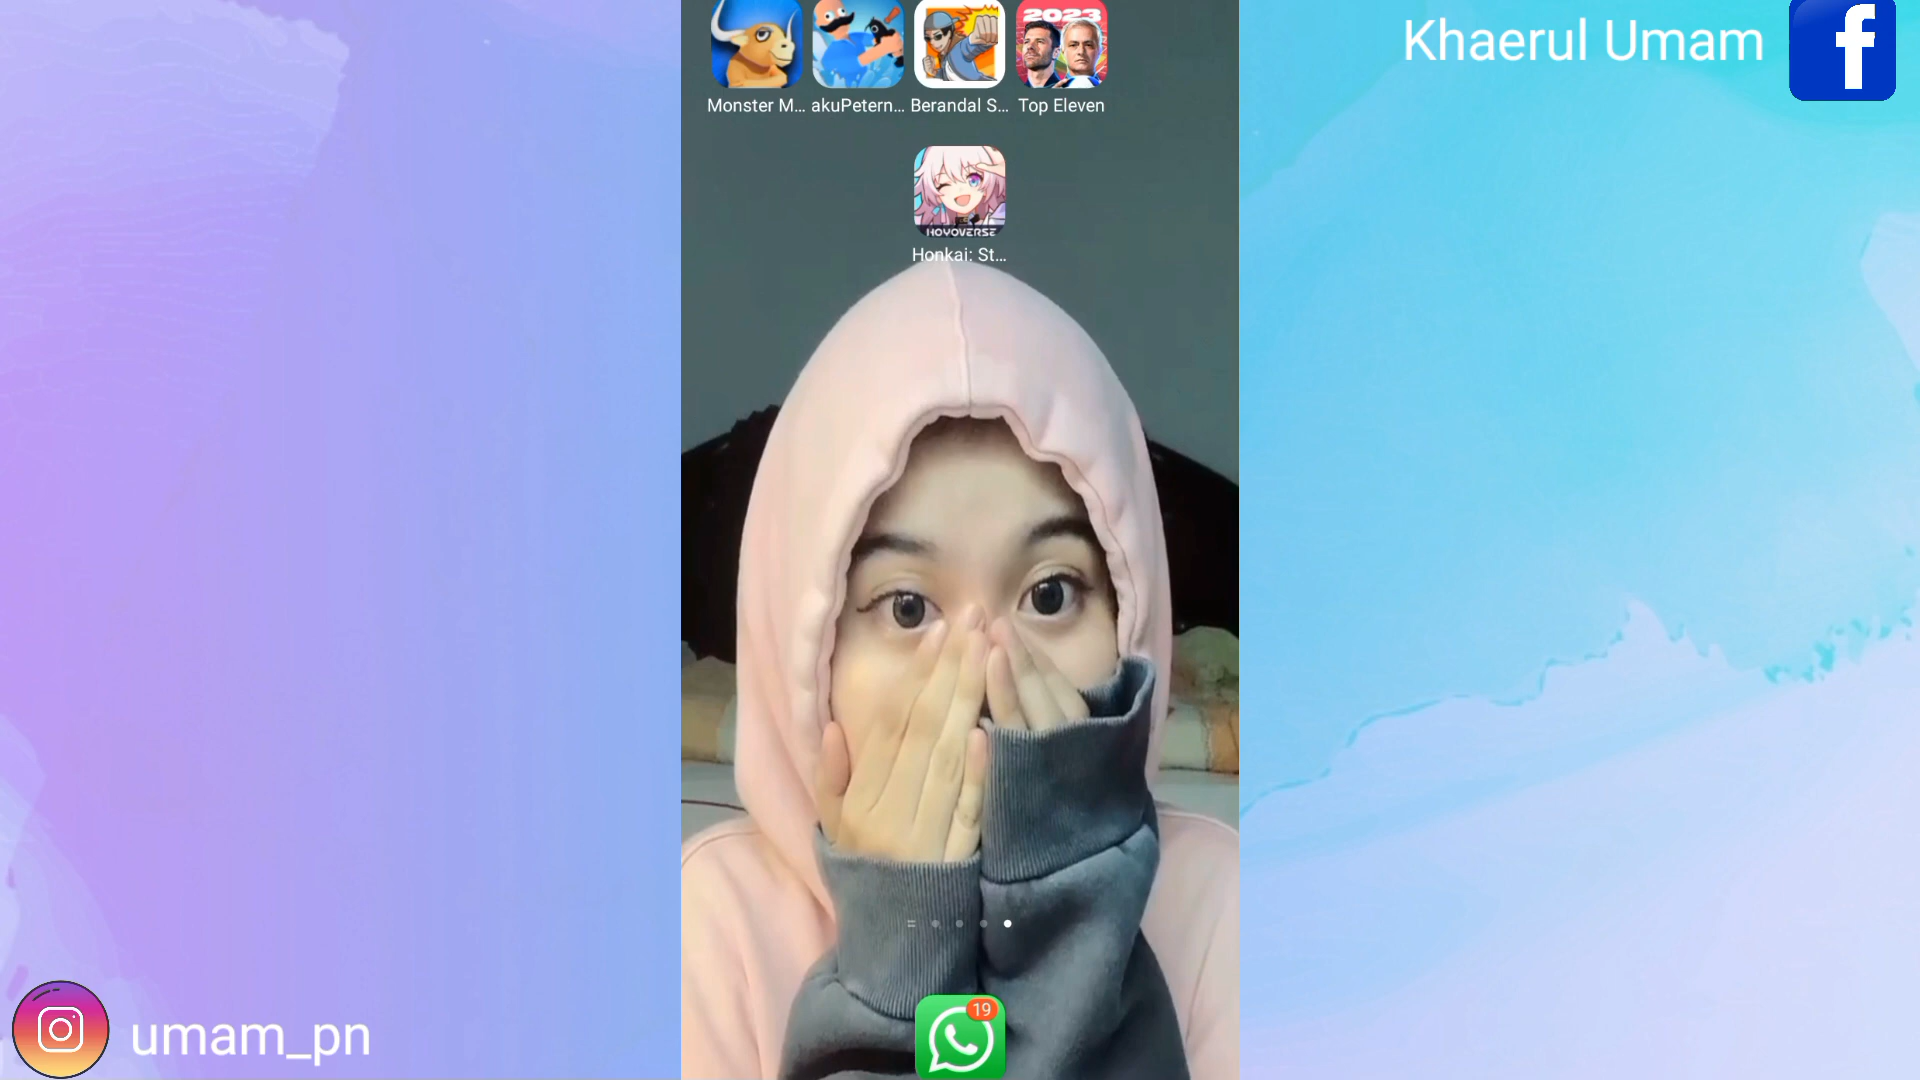 Khaerul Umam
2023
Monster M... akuPetern... Berandal S... Top Eleven
HOYOVERSE
Honkai: St...
19
umam_pn